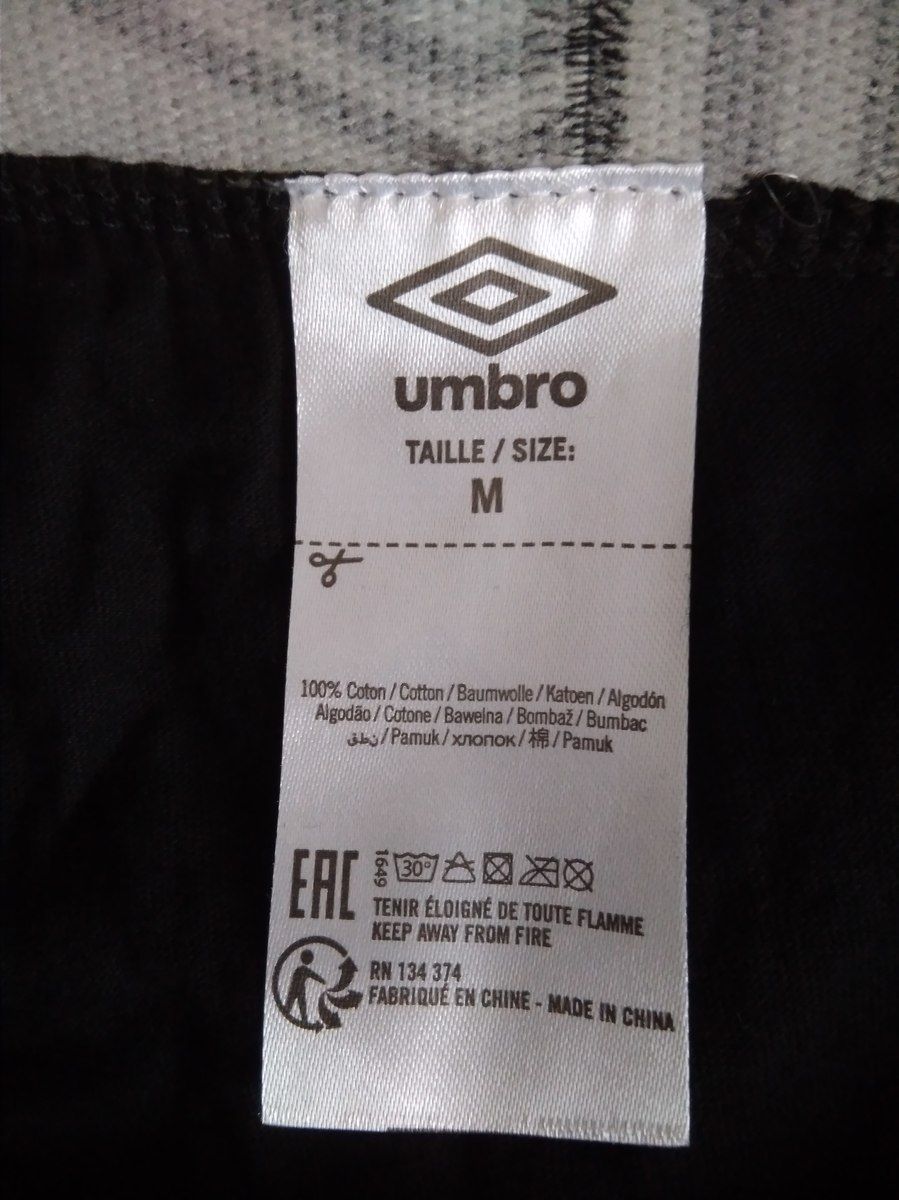 umbro
TAILLE / SIZE:
M
100% Coton / Cotton / Baumwolle / Katoen / Algodón
Algodão / Cotone / Bawełna / Bombaž / Bumbac
نطق / Pamuk / хлопок / 棉 / Pamuk
EAC
1649
30°
TENIR ÉLOIGNÉ DE TOUTE FLAMME
KEEP AWAY FROM FIRE
RN 134 374
FABRIQUÉ EN CHINE - MADE IN CHINA